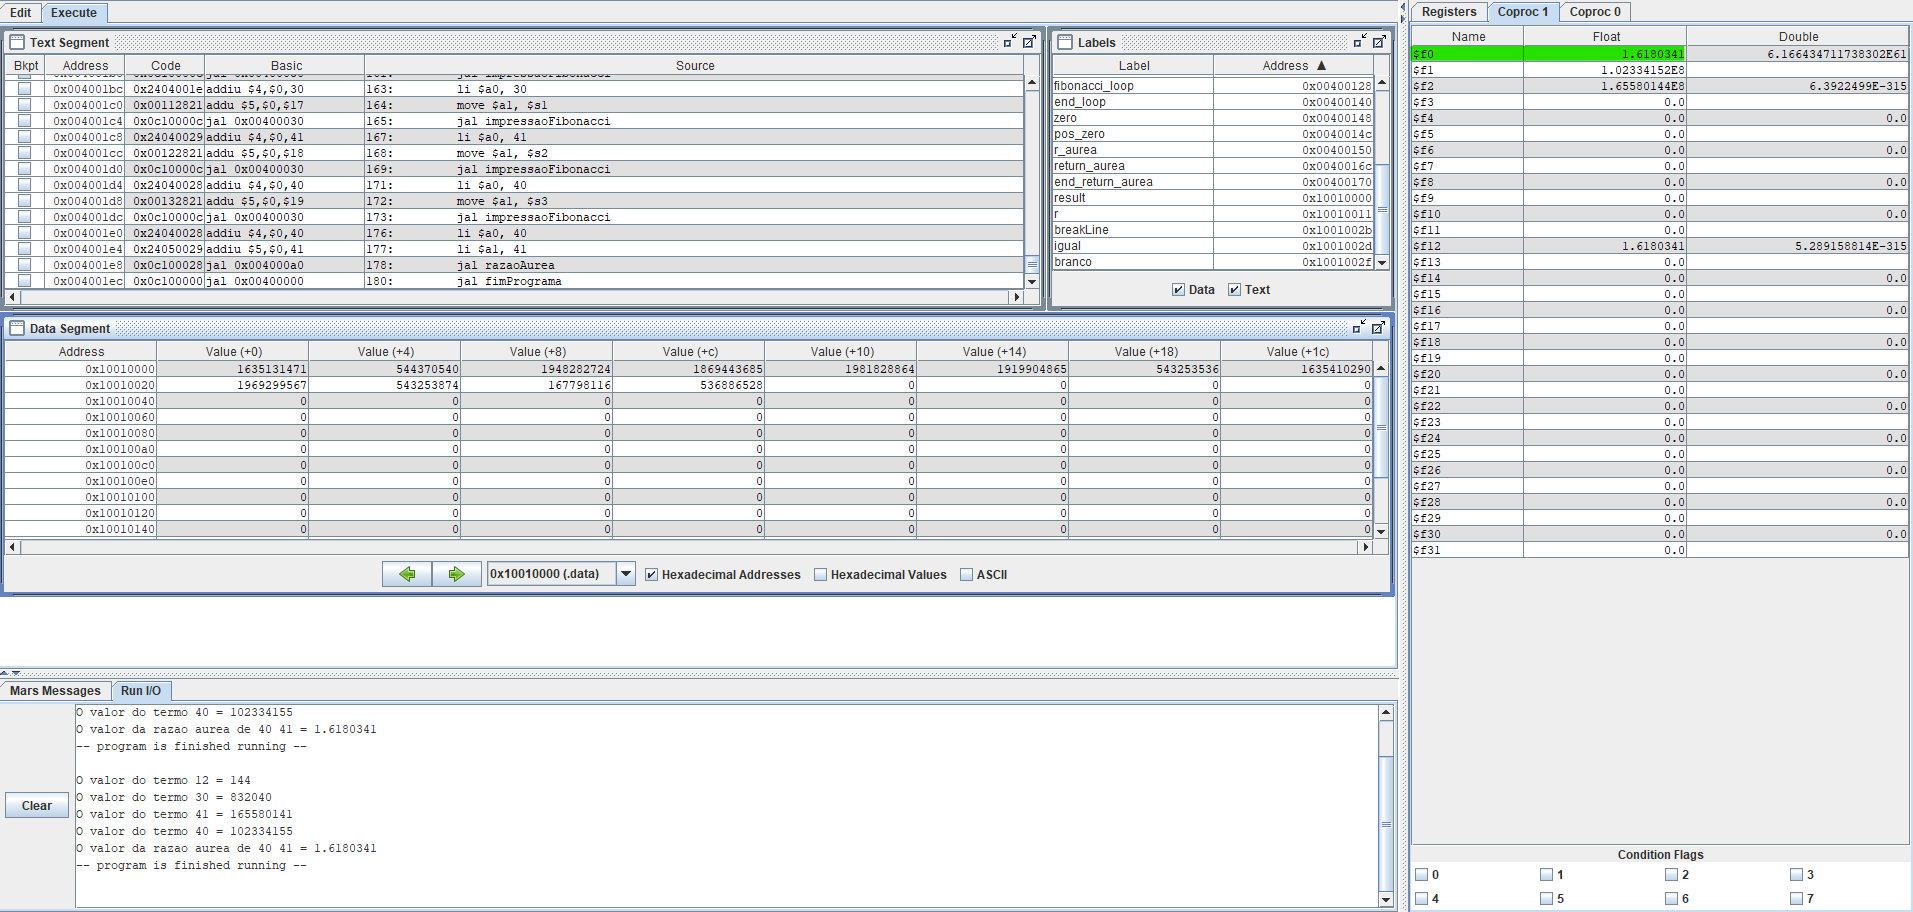 Edit Execute
Text Segment
Bkpt Address Code Basic Source
0x004001bc 0x2404001e addiu $4,$0,30 163: li $a0, 30
0x004001c0 0x00112821 addu $5,$0,$17 164: move $a1, $s1
0x004001c4 0x0c10000c jal 0x00400030 165: jal impressaoFibonacci
0x004001c8 0x24040029 addiu $4,$0,41 167: li $a0, 41
0x004001cc 0x00122821 addu $5,$0,$18 168: move $a1, $s2
0x004001d0 0x0c10000c jal 0x00400030 169: jal impressaoFibonacci
0x004001d4 0x24040028 addiu $4,$0,40 171: li $a0, 40
0x004001d8 0x00132821 addu $5,$0,$19 172: move $a1, $s3
0x004001dc 0x0c10000c jal 0x00400030 173: jal impressaoFibonacci
0x004001e0 0x24040028 addiu $4,$0,40 176: li $a0, 40
0x004001e4 0x24050029 addiu $5,$0,41 177: li $a1, 41
0x004001e8 0x0c100028 jal 0x004000a0 178: jal razaoAurea
0x004001ec 0x0c100000 jal 0x00400000 180: jal fimPrograma
Labels
Label Address ▲
fibonacci_loop 0x00400128
end_loop 0x00400140
zero 0x00400148
pos_zero 0x0040014c
r_aurea 0x00400150
return_aurea 0x0040016c
end_return_aurea 0x00400170
result 0x10010000
r 0x10010011
breakLine 0x1001002b
igual 0x1001002d
branco 0x1001002f
Data Text
Data Segment
Address Value (+0) Value (+4) Value (+8) Value (+c) Value (+10) Value (+14) Value (+18) Value (+1c)
0x10010000 1635131471 544370540 1948282724 1869443685 1981828864 1919904865 543253536 1635410290
0x10010020 1969299567 543253874 167798116 536886528 0 0 0 0
0x10010040 0 0 0 0 0 0 0 0
0x10010060 0 0 0 0 0 0 0 0
0x10010080 0 0 0 0 0 0 0 0
0x100100a0 0 0 0 0 0 0 0 0
0x100100c0 0 0 0 0 0 0 0 0
0x100100e0 0 0 0 0 0 0 0 0
0x10010100 0 0 0 0 0 0 0 0
0x10010120 0 0 0 0 0 0 0 0
0x10010140 0 0 0 0 0 0 0 0
0x10010000 (.data) Hexadecimal Addresses Hexadecimal Values ASCII
Mars Messages Run I/O
Clear
O valor do termo 40 = 102334155
O valor da razao aurea de 40 41 = 1.6180341
-- program is finished running --
O valor do termo 12 = 144
O valor do termo 30 = 832040
O valor do termo 41 = 165580141
O valor do termo 40 = 102334155
O valor da razao aurea de 40 41 = 1.6180341
-- program is finished running --
Registers Coproc 1 Coproc 0
Name Float Double
$f0 1.6180341 6.166434711738302E61
$f1 1.02334152E8
$f2 1.65580144E8 6.3922499E-315
$f3 0.0
$f4 0.0 0.0
$f5 0.0
$f6 0.0 0.0
$f7 0.0
$f8 0.0 0.0
$f9 0.0
$f10 0.0 0.0
$f11 0.0
$f12 1.6180341 5.289158814E-315
$f13 0.0
$f14 0.0 0.0
$f15 0.0
$f16 0.0 0.0
$f17 0.0
$f18 0.0 0.0
$f19 0.0
$f20 0.0 0.0
$f21 0.0
$f22 0.0 0.0
$f23 0.0
$f24 0.0 0.0
$f25 0.0
$f26 0.0 0.0
$f27 0.0
$f28 0.0 0.0
$f29 0.0
$f30 0.0 0.0
$f31 0.0
Condition Flags
0 1 2 3
4 5 6 7